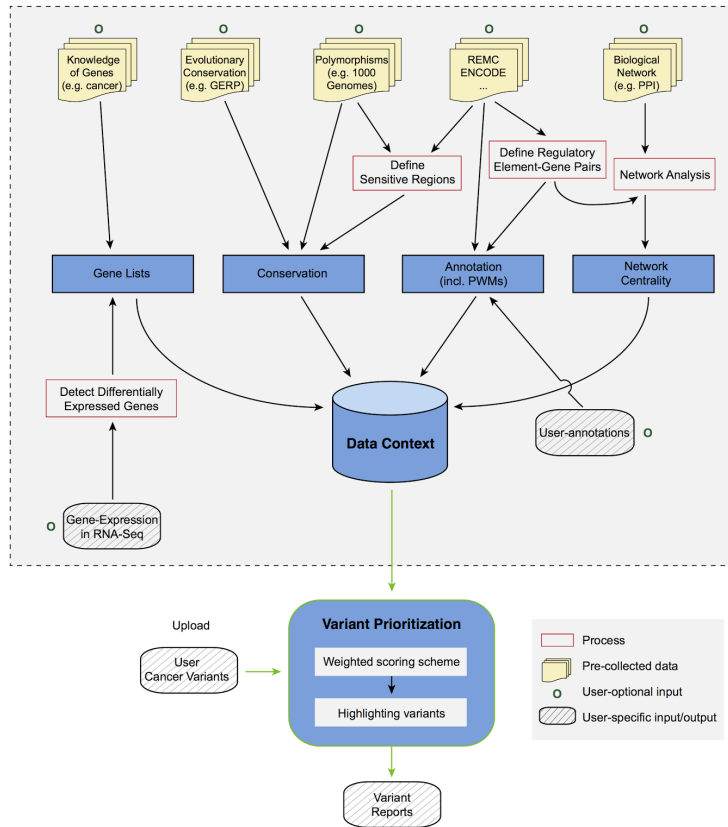 O O O O O
Knowledge
of Genes
(e.g. cancer)
Evolutionary
Conservation
(e.g. GERP)
Polymorphisms
(e.g. 1000
Genomes)
REMC
ENCODE
...
Biological
Network
(e.g. PPI)
Define
Sensitive Regions
Define Regulatory
Element-Gene Pairs
Network Analysis
Gene Lists
Conservation
Annotation
(incl. PWMs)
Network
Centrality
Detect Differentially
Expressed Genes
Data Context
User-annotations O
O Gene-Expression
in RNA-Seq
Upload
User
Cancer Variants
Variant Prioritization
Weighted scoring scheme
Highlighting variants
Variant
Reports
Process
Pre-collected data
O User-optional input
User-specific input/output